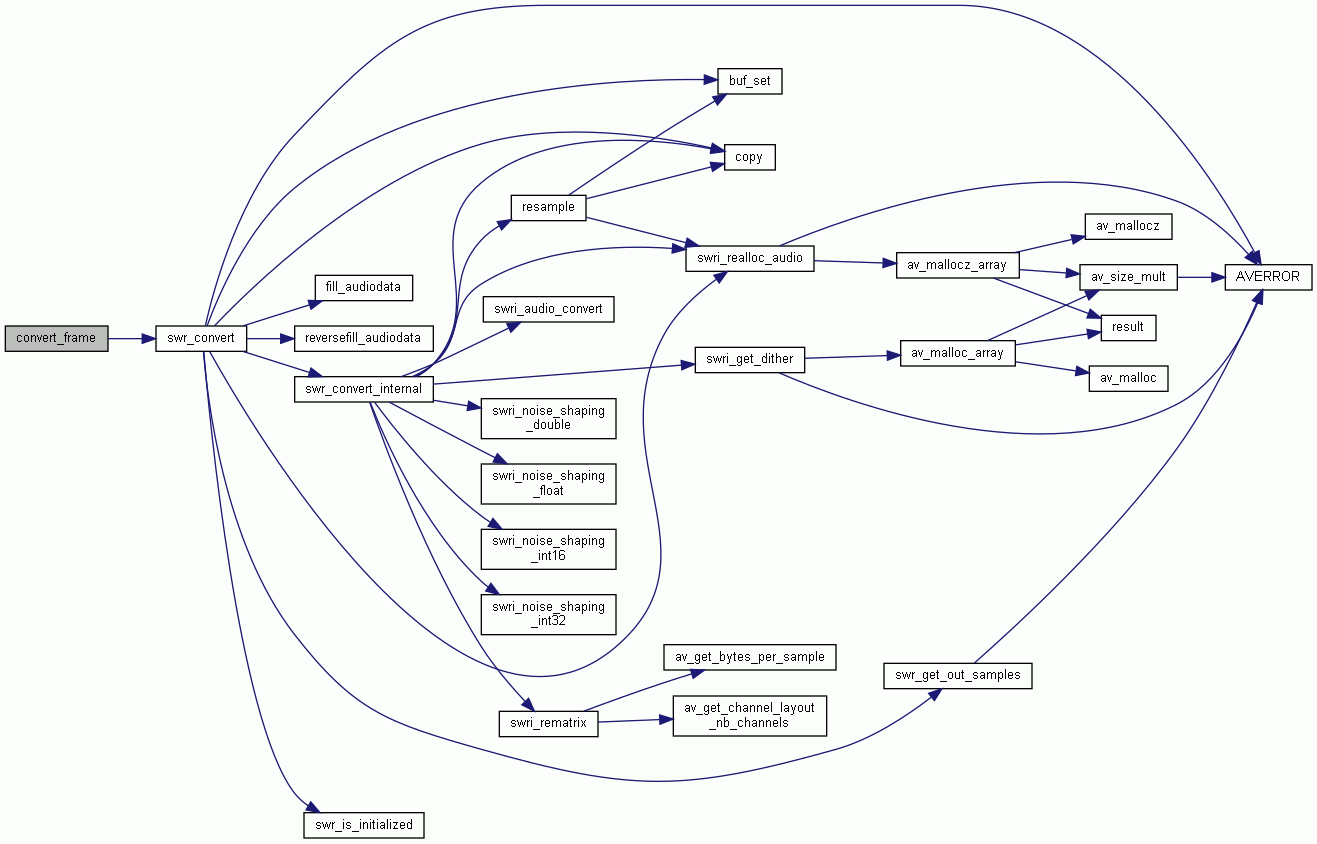 buf_set
copy
resample
av_mallocz
swri_realloc_audio
av_mallocz_array
av_size_mult
AVERROR
fill_audiodata
swri_audio_convert
result
convert_frame
swr_convert
reversefill_audiodata
swri_get_dither
av_malloc_array
av_malloc
swr_convert_internal
swri_noise_shaping
_double
swri_noise_shaping
_float
swri_noise_shaping
_int16
swri_noise_shaping
_int32
av_get_bytes_per_sample
swr_get_out_samples
swri_rematrix
av_get_channel_layout
_nb_channels
swr_is_initialized